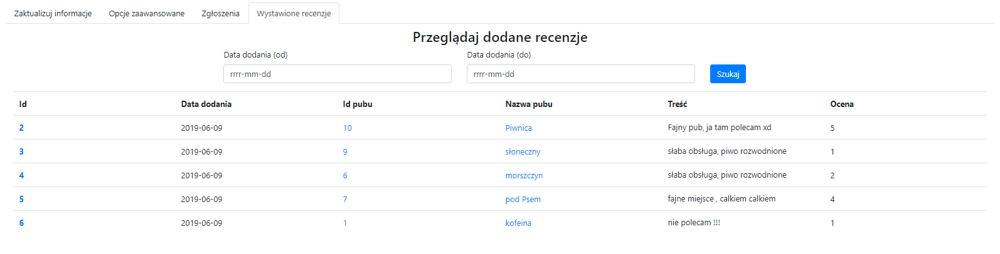 Zaktualizuj informacje Opcje zaawansowane Zgłoszenia Wystawione recenzje
Przeglądaj dodane recenzje
Data dodania (od) Data dodania (do)
rrrr-mm-dd rrrr-mm-dd Szukaj
Id Data dodania Id pubu Nazwa pubu Treść Ocena
2 2019-06-09 10 Piwnica Fajny pub, ja tam polecam xd 5
3 2019-06-09 9 słoneczny słaba obsługa, piwo rozwodnione 1
4 2019-06-09 6 morszczyn słaba obsługa, piwo rozwodnione 2
5 2019-06-09 7 pod Psem fajne miejsce , calkiem calkiem 4
6 2019-06-09 1 kofeina nie polecam !!! 1